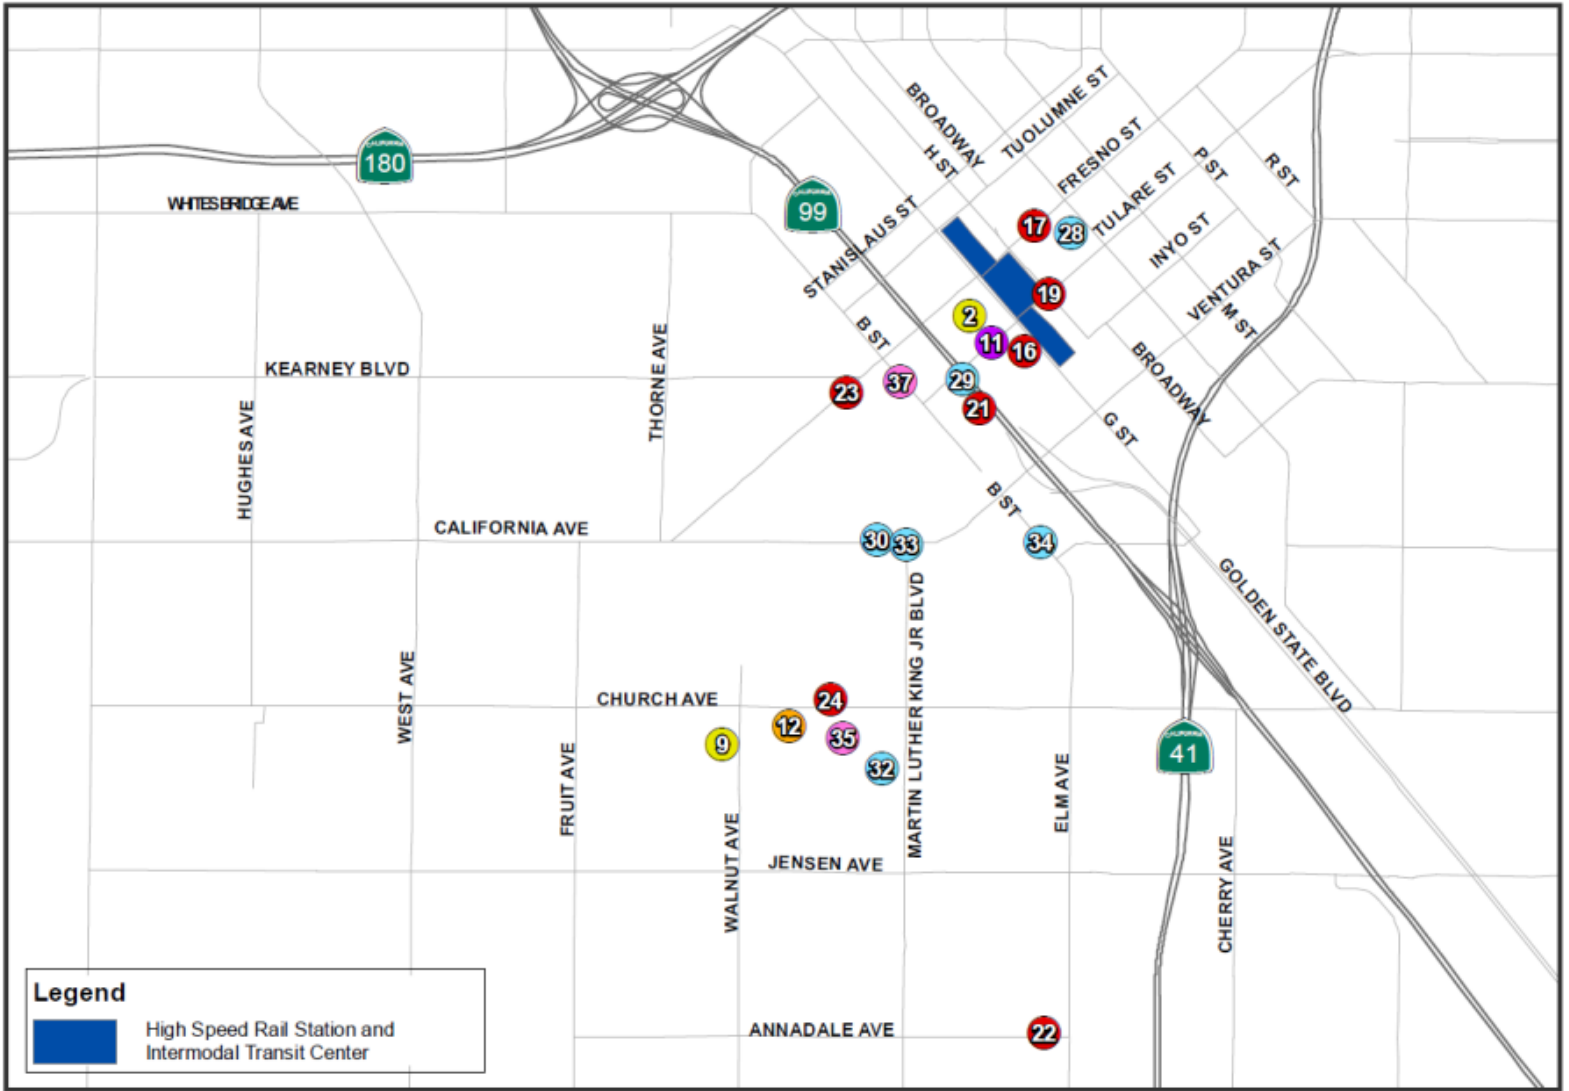 BROADWAY
TUOLUMNE ST
H ST
FRESNO ST
P ST
R ST
CALIFORNIA
180
CALIFORNIA
99
WHITESBRIDGE AVE
STANISLAUS ST
TULARE ST
17
28
INYO ST
VENTURA ST
19
2
M ST
B ST
11
16
BROADWAY
KEARNEY BLVD
THORNE AVE
23
37
29
21
G ST
HUGHES AVE
B ST
CALIFORNIA AVE
30
33
34
GOLDEN STATE BLVD
MARTIN LUTHER KING JR BLVD
WEST AVE
CHURCH AVE
24
12
9
35
32
CALIFORNIA
41
FRUIT AVE
ELM AVE
WALNUT AVE
JENSEN AVE
CHERRY AVE
Legend
High Speed Rail Station and
Intermodal Transit Center
ANNADALE AVE
22